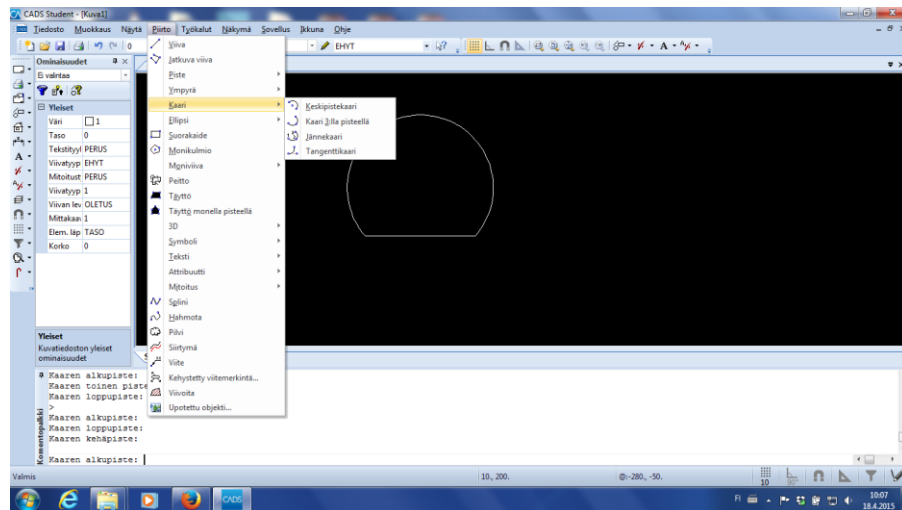 CADS Student - [Kuva1]
Tiedosto Muokkaus Näytä Piirto Työkalut Näkymä Sovellus Ikkuna Ohje
0
EHYT
Ominaisuudet
Ei valintaa
Yleiset
Väri 1
Taso 0
Tekstityyl PERUS
Viivatyyp EHYT
Mitoitust PERUS
Viivatyyp 1
Viivan lev OLETUS
Mittakaav 1
Elem. läp TASO
Korko 0
Yleiset
Kuvatiedoston yleiset
ominaisuudet
Viiva
Jatkuva viiva
Piste
Ympyrä
Kaari
Ellipsi
Suorakaide
Monikulmio
Moniviiva
Peitto
Täyttö
Täyttö monella pisteellä
3D
Symboli
Teksti
Attribuutti
Mitoitus
Splini
Hahmota
Pilvi
Siirtymä
Viite
Kehystetty viitemerkintä...
Viivoita
Upotettu objekti...
Keskipistekaari
Kaari 3:lla pisteellä
Jännekaari
Tangenttikaari
Komentopalkki
Kaaren alkupiste:
Kaaren toinen piste
Kaaren loppupiste:
>
Kaaren alkupiste:
Kaaren loppupiste:
Kaaren kehäpiste:
Kaaren alkupiste:
Valmis
10., 200.
@:-280., -50.
10
CADS
FI
10:07
18.4.2015